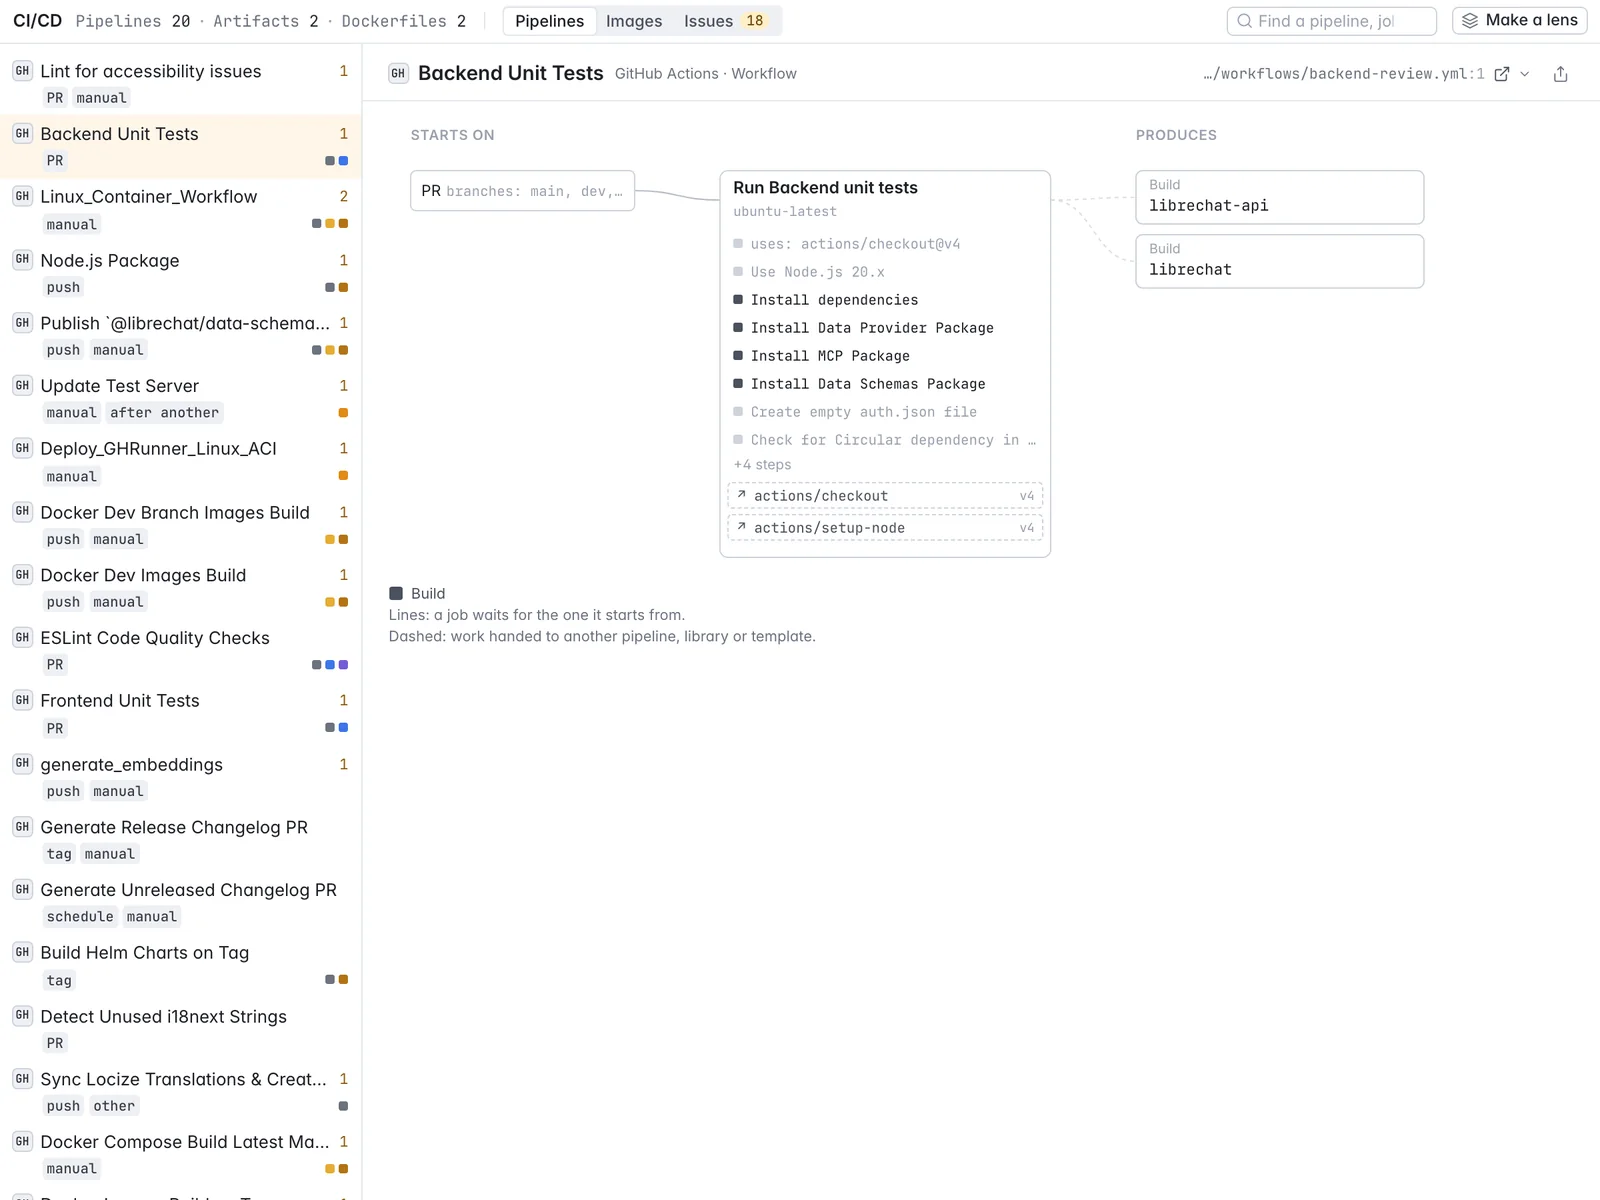 CI/CD Pipelines 20 · Artifacts 2 · Dockerfiles 2
Pipelines Images Issues 18
Find a pipeline, jo
Make a lens
GH Lint for accessibility issues 1
PR manual
GH Backend Unit Tests 1
PR
GH Linux_Container_Workflow 2
manual
GH Node.js Package 1
push
GH Publish `@librechat/data-schema... 1
push manual
GH Update Test Server 1
manual after another
GH Deploy_GHRunner_Linux_ACI 1
manual
GH Docker Dev Branch Images Build 1
push manual
GH Docker Dev Images Build 1
push manual
GH ESLint Code Quality Checks
PR
GH Frontend Unit Tests 1
PR
GH generate_embeddings 1
push manual
GH Generate Release Changelog PR
tag manual
GH Generate Unreleased Changelog PR
schedule manual
GH Build Helm Charts on Tag
tag
GH Detect Unused i18next Strings
PR
GH Sync Locize Translations & Creat... 1
push other
GH Docker Compose Build Latest Ma... 1
manual
GH Backend Unit Tests GitHub Actions · Workflow
…/workflows/backend-review.yml:1
STARTS ON
PR branches: main, dev,…
Run Backend unit tests
ubuntu-latest
uses: actions/checkout@v4
Use Node.js 20.x
Install dependencies
Install Data Provider Package
Install MCP Package
Install Data Schemas Package
Create empty auth.json file
Check for Circular dependency in …
+4 steps
↗ actions/checkout v4
↗ actions/setup-node v4
PRODUCES
Build
librechat-api
Build
librechat
Build
Lines: a job waits for the one it starts from.
Dashed: work handed to another pipeline, library or template.